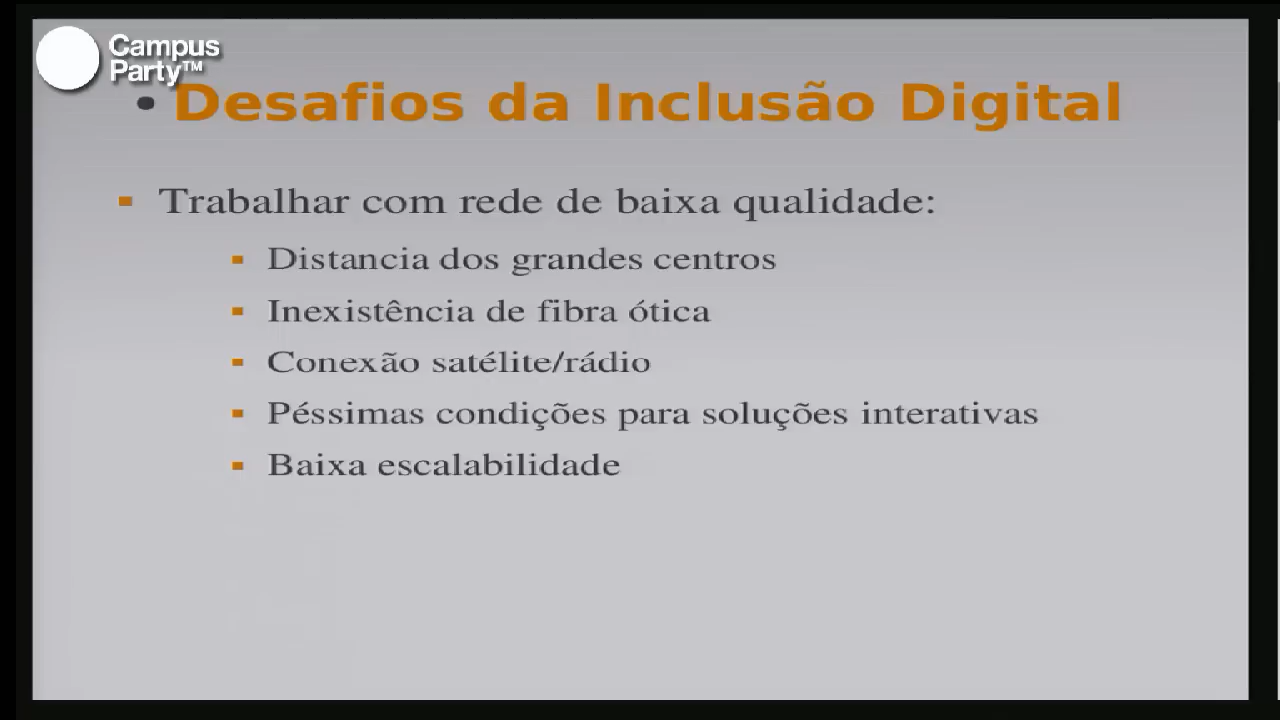 Campus
Party™
• Desafios da Inclusão Digital
Trabalhar com rede de baixa qualidade:
Distancia dos grandes centros
Inexistência de fibra ótica
Conexão satélite/rádio
Péssimas condições para soluções interativas
Baixa escalabilidade